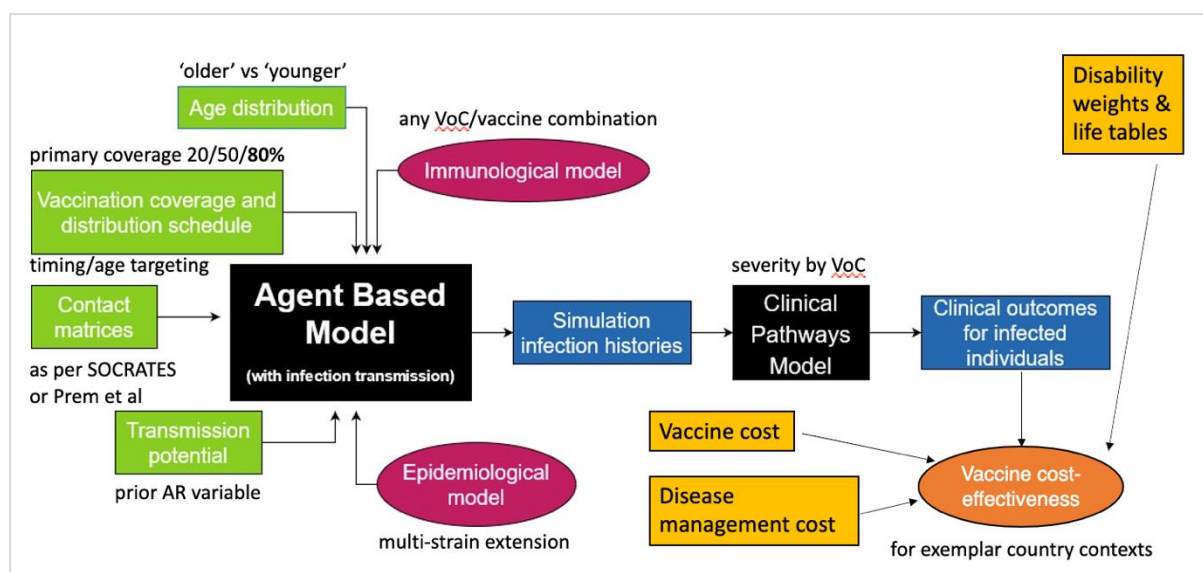 ‘older’ vs ‘younger’
Age distribution
any VoC/vaccine combination
Immunological model
primary coverage 20/50/80%
Vaccination coverage and
distribution schedule
timing/age targeting
Contact
matrices
as per SOCRATES
or Prem et al
Transmission
potential
prior AR variable
Agent Based
Model
(with infection transmission)
Epidemiological
model
multi-strain extension
Simulation
infection histories
severity by VoC
Clinical
Pathways
Model
Clinical outcomes
for infected
individuals
Disability
weights &
life tables
Vaccine cost
Disease
management cost
Vaccine cost-
effectiveness
for exemplar country contexts